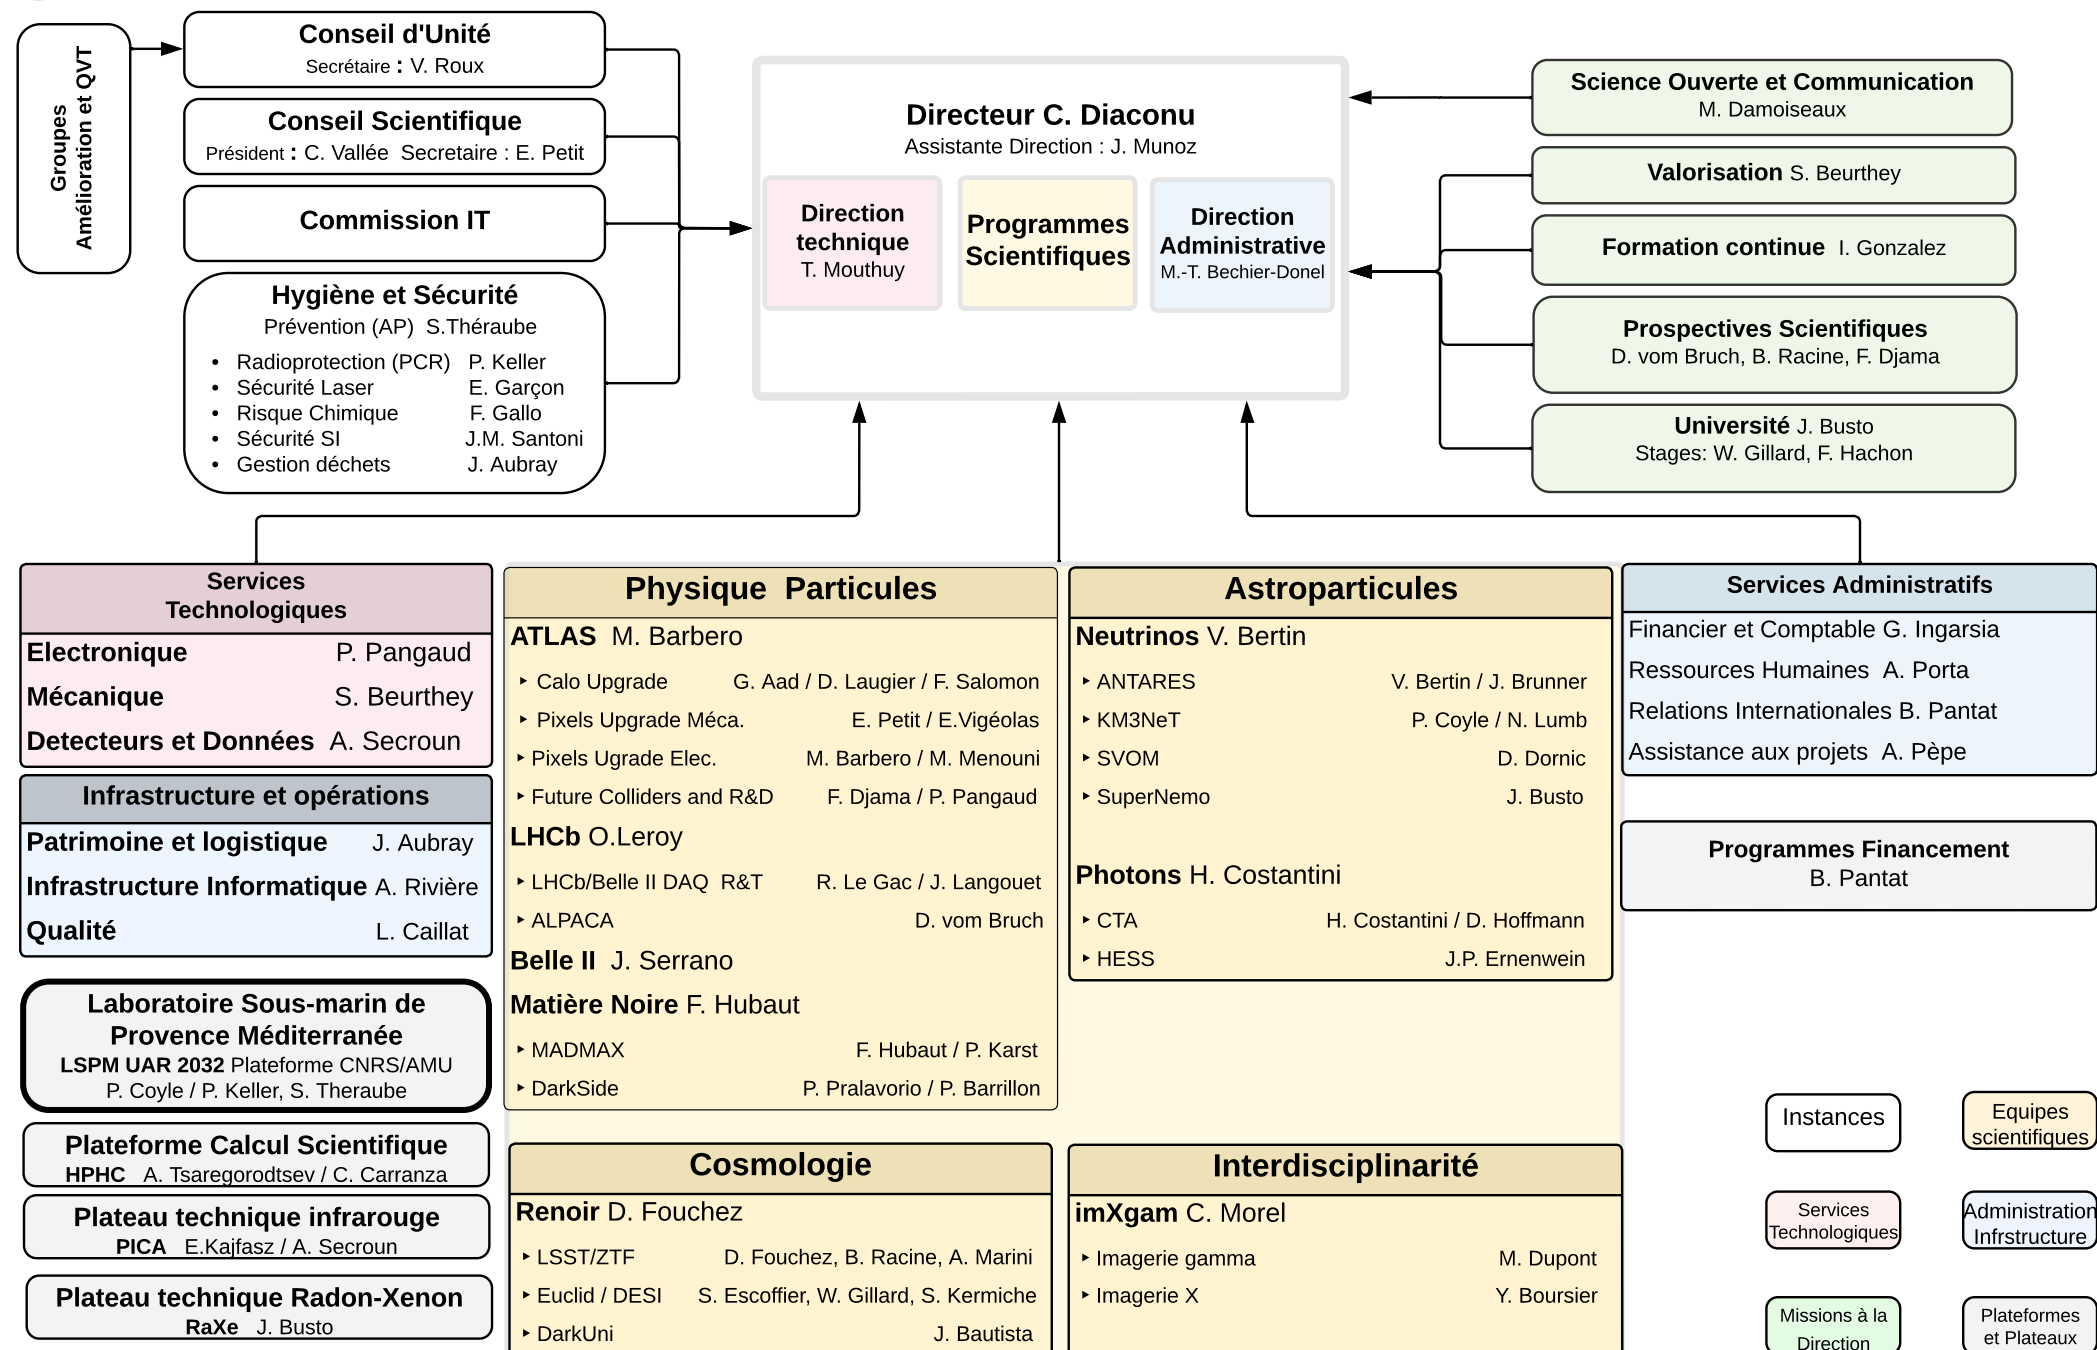 Groupes
Amélioration et QVT
Conseil d'Unité
Secrétaire : V. Roux
Conseil Scientifique
Président : C. Vallée Secretaire : E. Petit
Commission IT
Hygiène et Sécurité
Prévention (AP) S.Théraube
• Radioprotection (PCR) P. Keller
• Sécurité Laser E. Garçon
• Risque Chimique F. Gallo
• Sécurité SI J.M. Santoni
• Gestion déchets J. Aubray
Directeur C. Diaconu
Assistante Direction : J. Munoz
Direction
technique
T. Mouthuy
Programmes
Scientifiques
Direction
Administrative
M.-T. Bechier-Donel
Science Ouverte et Communication
M. Damoiseaux
Valorisation S. Beurthey
Formation continue I. Gonzalez
Prospectives Scientifiques
D. vom Bruch, B. Racine, F. Djama
Université J. Busto
Stages: W. Gillard, F. Hachon
Services
Technologiques
Electronique P. Pangaud
Mécanique S. Beurthey
Detecteurs et Données A. Secroun
Infrastructure et opérations
Patrimoine et logistique J. Aubray
Infrastructure Informatique A. Rivière
Qualité L. Caillat
Laboratoire Sous-marin de
Provence Méditerranée
LSPM UAR 2032 Plateforme CNRS/AMU
P. Coyle / P. Keller, S. Theraube
Plateforme Calcul Scientifique
HPHC A. Tsaregorodtsev / C. Carranza
Plateau technique infrarouge
PICA E.Kajfasz / A. Secroun
Plateau technique Radon-Xenon
RaXe J. Busto
Physique Particules
ATLAS M. Barbero
‣ Calo Upgrade G. Aad / D. Laugier / F. Salomon
‣ Pixels Upgrade Méca. E. Petit / E.Vigéolas
‣ Pixels Ugrade Elec. M. Barbero / M. Menouni
‣ Future Colliders and R&D F. Djama / P. Pangaud
LHCb O.Leroy
‣ LHCb/Belle II DAQ R&T R. Le Gac / J. Langouet
‣ ALPACA D. vom Bruch
Belle II J. Serrano
Matière Noire F. Hubaut
‣ MADMAX F. Hubaut / P. Karst
‣ DarkSide P. Pralavorio / P. Barrillon
Astroparticules
Neutrinos V. Bertin
‣ ANTARES V. Bertin / J. Brunner
‣ KM3NeT P. Coyle / N. Lumb
‣ SVOM D. Dornic
‣ SuperNemo J. Busto
Photons H. Costantini
‣ CTA H. Costantini / D. Hoffmann
‣ HESS J.P. Ernenwein
Cosmologie
Renoir D. Fouchez
‣ LSST/ZTF D. Fouchez, B. Racine, A. Marini
‣ Euclid / DESI S. Escoffier, W. Gillard, S. Kermiche
‣ DarkUni J. Bautista
Interdisciplinarité
imXgam C. Morel
‣ Imagerie gamma M. Dupont
‣ Imagerie X Y. Boursier
Services Administratifs
Financier et Comptable G. Ingarsia
Ressources Humaines A. Porta
Relations Internationales B. Pantat
Assistance aux projets A. Pèpe
Programmes Financement
B. Pantat
Instances
Equipes
scientifiques
Services
Technologiques
Administration
Infrstructure
Missions à la
Direction
Plateformes
et Plateaux